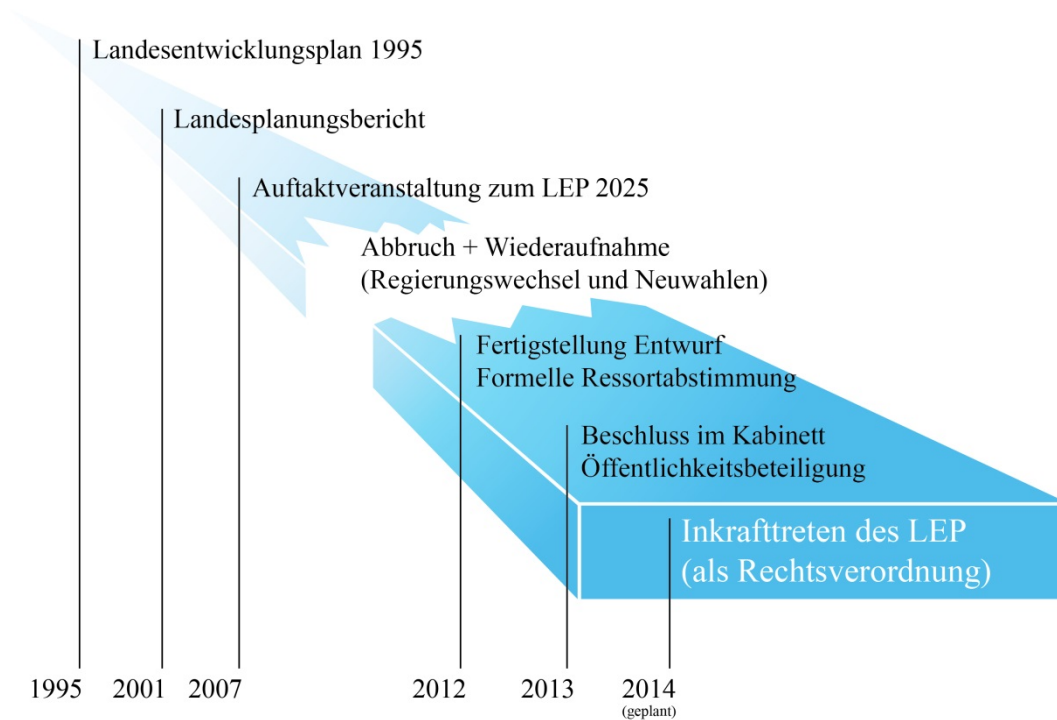 Landesentwicklungsplan 1995
Landesplanungsbericht
Auftaktveranstaltung zum LEP 2025
Abbruch + Wiederaufnahme
(Regierungswechsel und Neuwahlen)
Fertigstellung Entwurf
Formelle Ressortabstimmung
Beschluss im Kabinett
Öffentlichkeitsbeteiligung
Inkrafttreten des LEP
(als Rechtsverordnung)
1995 2001 2007 2012 2013 2014
(geplant)